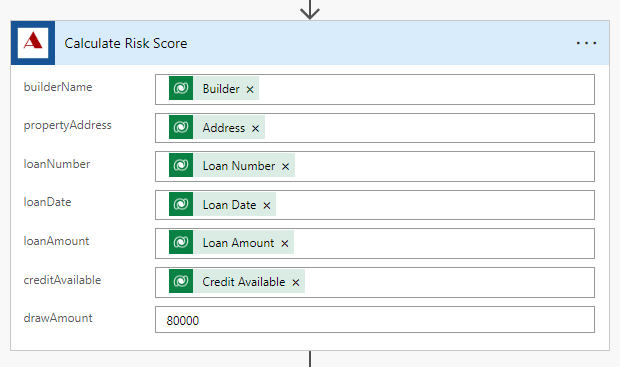 Calculate Risk Score
builderName Builder ×
propertyAddress Address ×
loanNumber Loan Number ×
loanDate Loan Date ×
loanAmount Loan Amount ×
creditAvailable Credit Available ×
drawAmount 80000